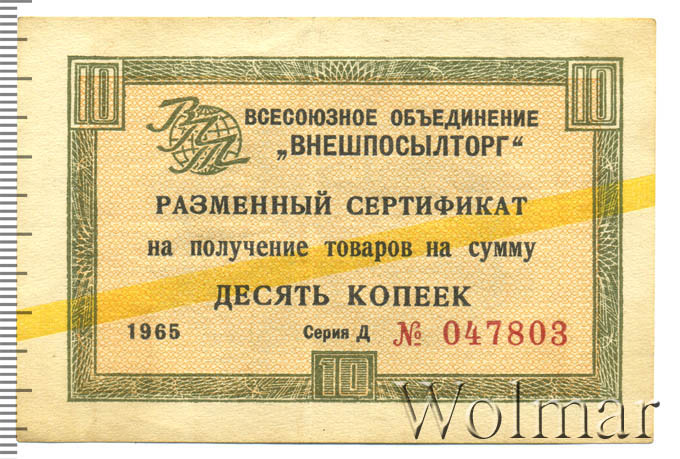 10 10
ВПТ
ВСЕСОЮЗНОЕ ОБЪЕДИНЕНИЕ
„ВНЕШПОСЫЛТОРГ“
РАЗМЕННЫЙ СЕРТИФИКАТ
на получение товаров на сумму
ДЕСЯТЬ КОПЕЕК
1965 Серия Д № 047803
10
Wolmar